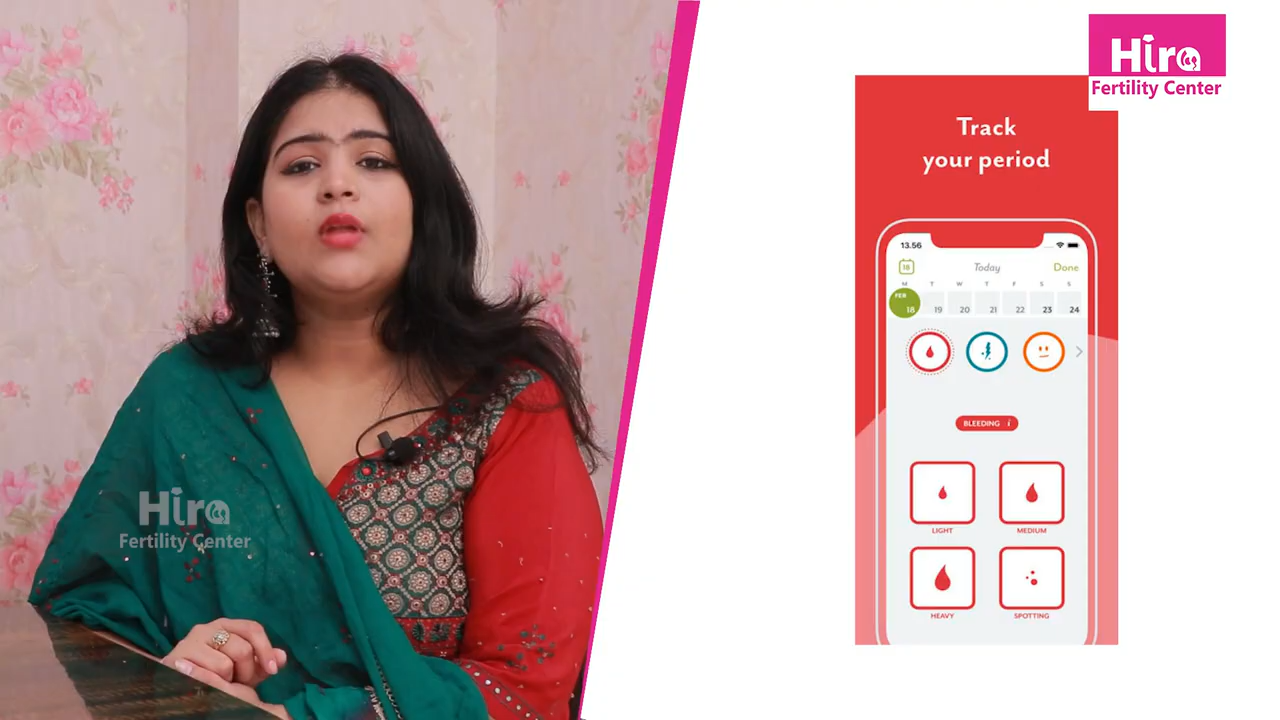 Hira
Fertility Center
Track
your period
13.56
18
Today
Done
M T W T F S S
FEB
18 19 20 21 22 23 24
BLEEDING i
LIGHT
MEDIUM
HEAVY
SPOTTING
Hira
Fertility Center